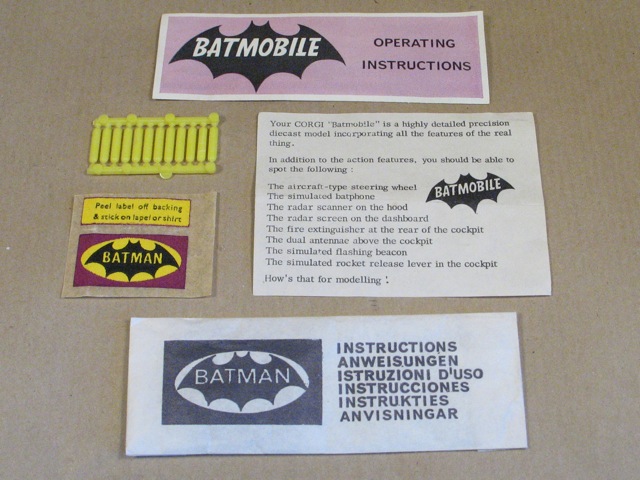 BATMOBILE
OPERATING
INSTRUCTIONS
Your CORGI "Batmobile" is a highly detailed precision
diecast model incorporating all the features of the real
thing.
In addition to the action features, you should be able to
spot the following :
The aircraft-type steering wheel
The simulated batphone
The radar scanner on the hood
The radar screen on the dashboard
The fire extinguisher at the rear of the cockpit
The dual antennae above the cockpit
The simulated flashing beacon
The simulated rocket release lever in the cockpit
How's that for modelling !
BATMOBILE
Peel label off backing
& stick on lapel or shirt
BATMAN
BATMAN
INSTRUCTIONS
ANWEISUNGEN
ISTRUZIONI D'USO
INSTRUCCIONES
INSTRUKTIES
ANVISNINGAR